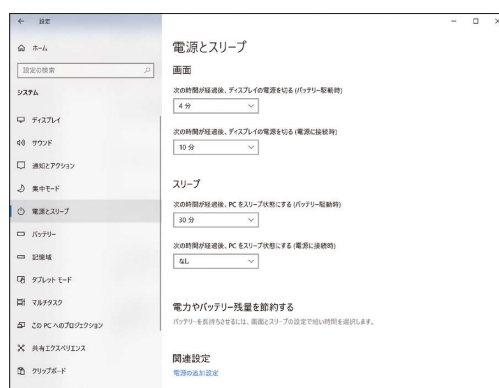 設定
ホーム
設定の検索
システム
ディスプレイ
サウンド
通知とアクション
集中モード
電源とスリープ
バッテリー
記憶域
タブレット モード
マルチタスク
この PC へのプロジェクション
共有エクスペリエンス
クリップボード
電源とスリープ
画面
次の時間が経過後、ディスプレイの電源を切る (バッテリー駆動時)
4 分
次の時間が経過後、ディスプレイの電源を切る (電源に接続時)
10 分
スリープ
次の時間が経過後、PC をスリープ状態にする (バッテリー駆動時)
30 分
次の時間が経過後、PC をスリープ状態にする (電源に接続時)
なし
電力やバッテリー残量を節約する
バッテリーを長持ちさせるには、画面とスリープの設定で短い時間を選択します。
関連設定
電源の追加設定